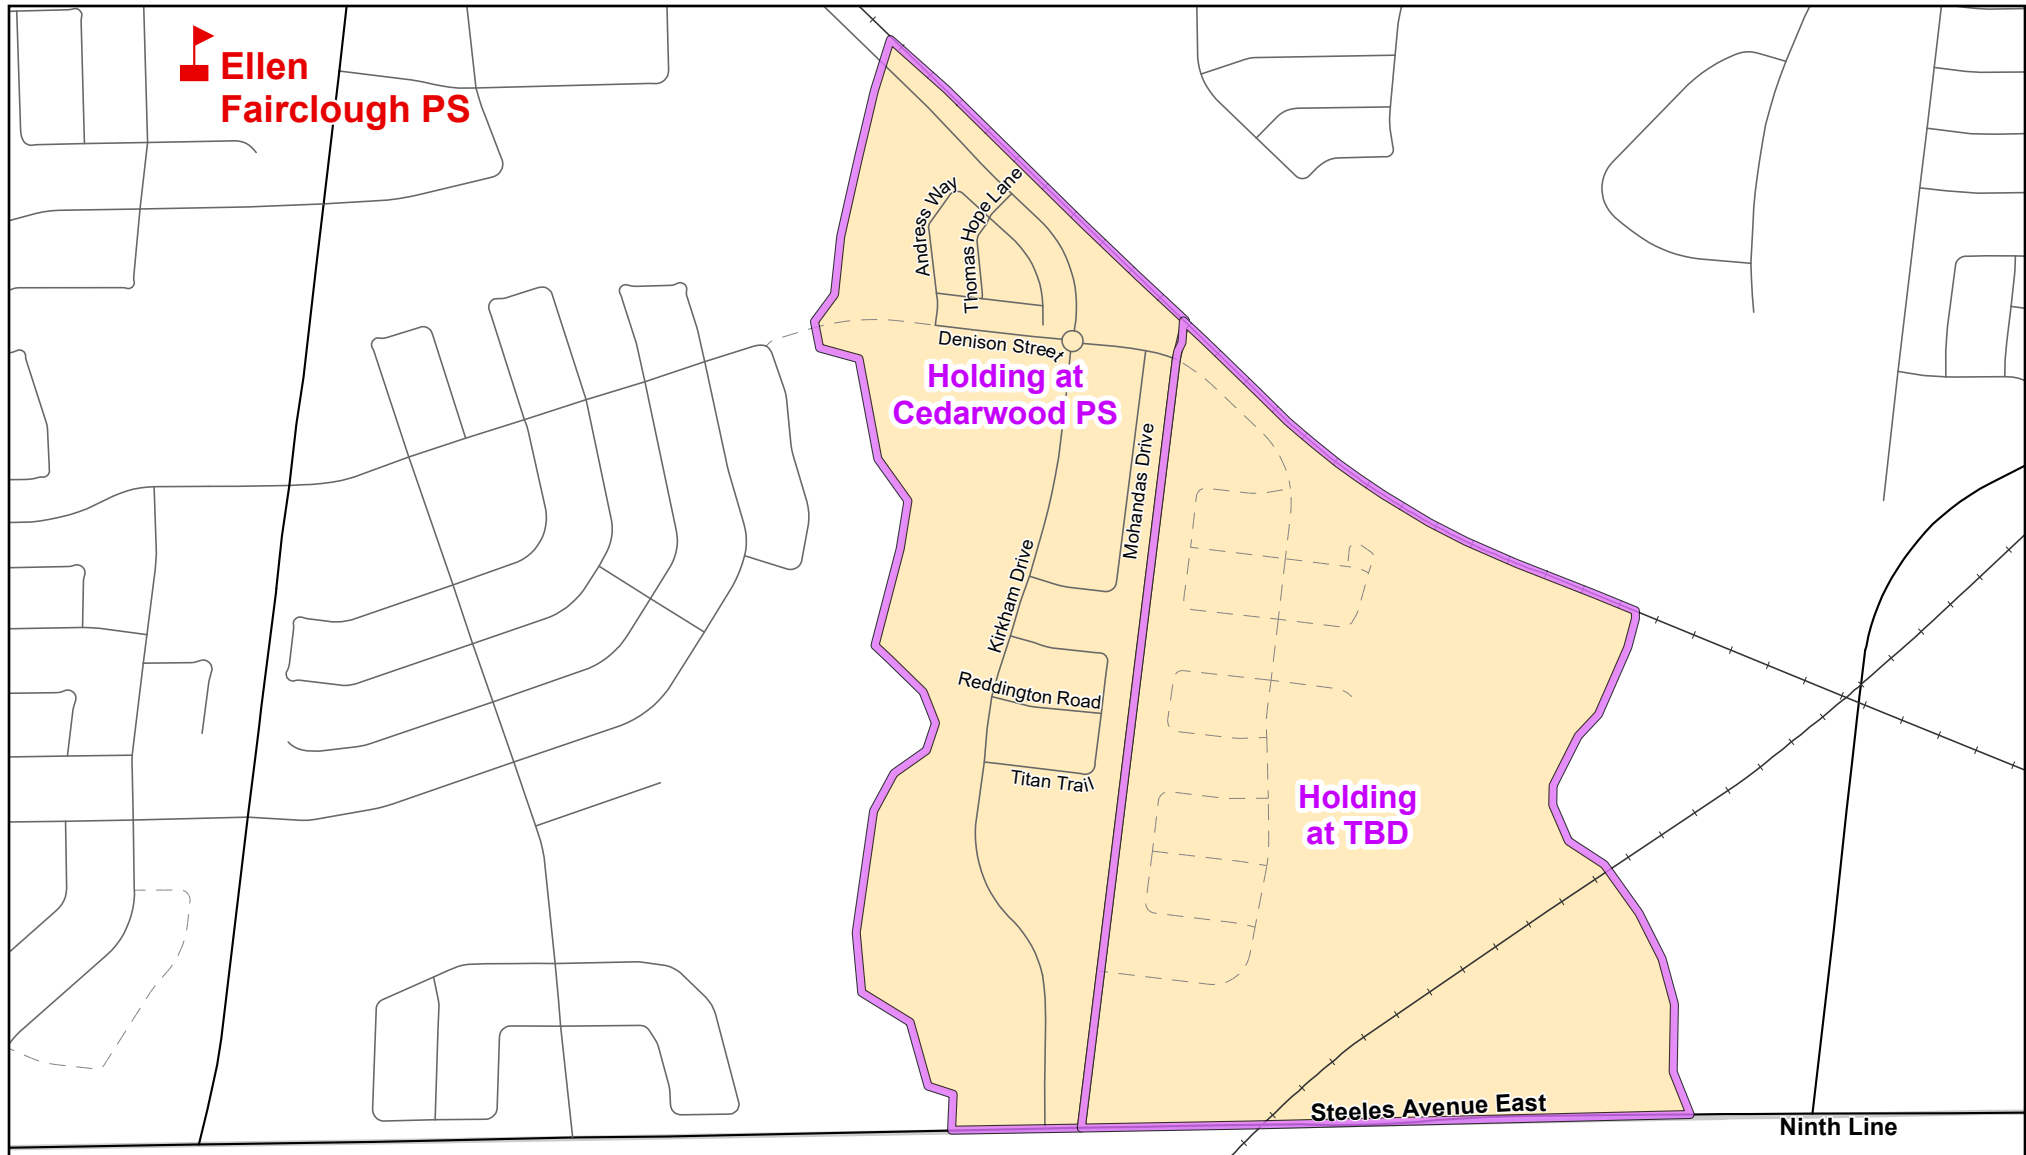 Ellen
Fairclough PS
Andress Way
Thomas Hope Lane
Denison Street
Holding at
Cedarwood PS
Mohandas Drive
Kirkham Drive
Reddington Road
Titan Trail
Holding
at TBD
Steeles Avenue East
Ninth Line